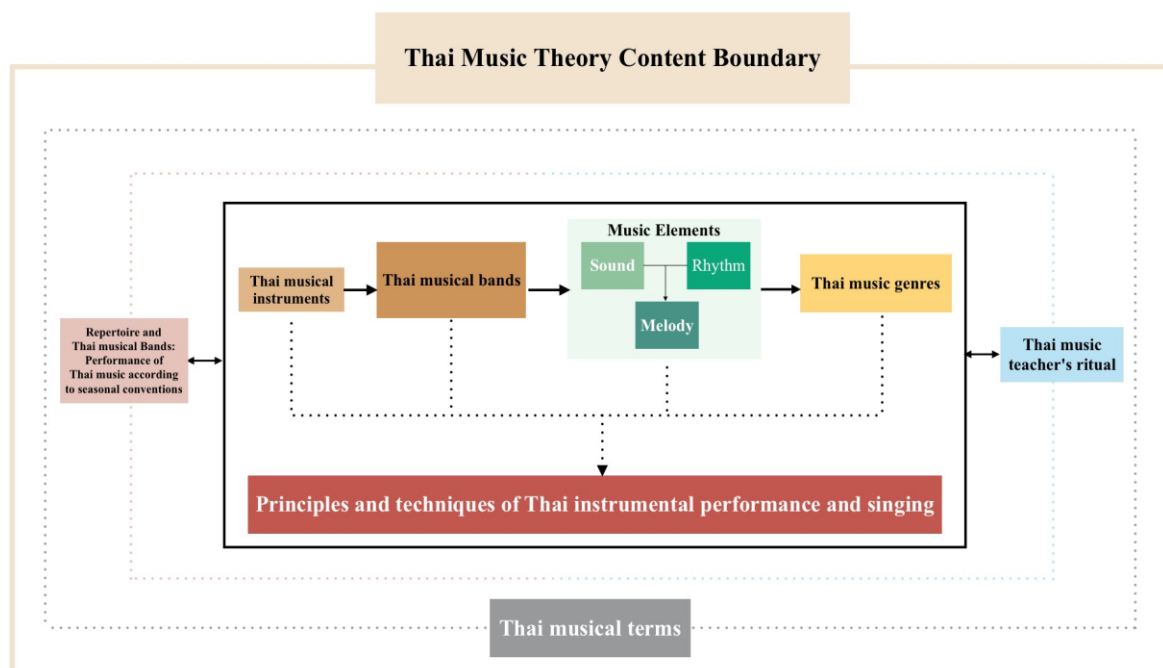 Thai Music Theory Content Boundary
Music Elements
Sound
Rhythm
Melody
Thai musical
instruments
Thai musical bands
Thai music genres
Repertoire and
Thai musical Bands:
Performance of
Thai music according
to seasonal conventions
Thai music
teacher's ritual
Principles and techniques of Thai instrumental performance and singing
Thai musical terms